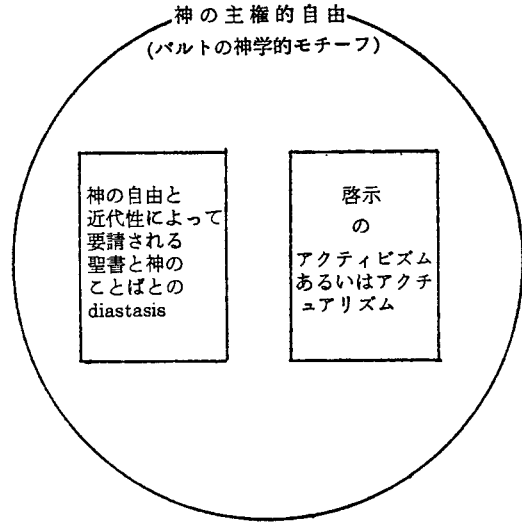 神の主権的自由
(バルトの神学的モチーフ)
神の自由と
近代性によって
要請される
聖書と神の
ことばとの
diastasis
啓示
の
アクティビズム
あるいはアクチ
ュアリズム